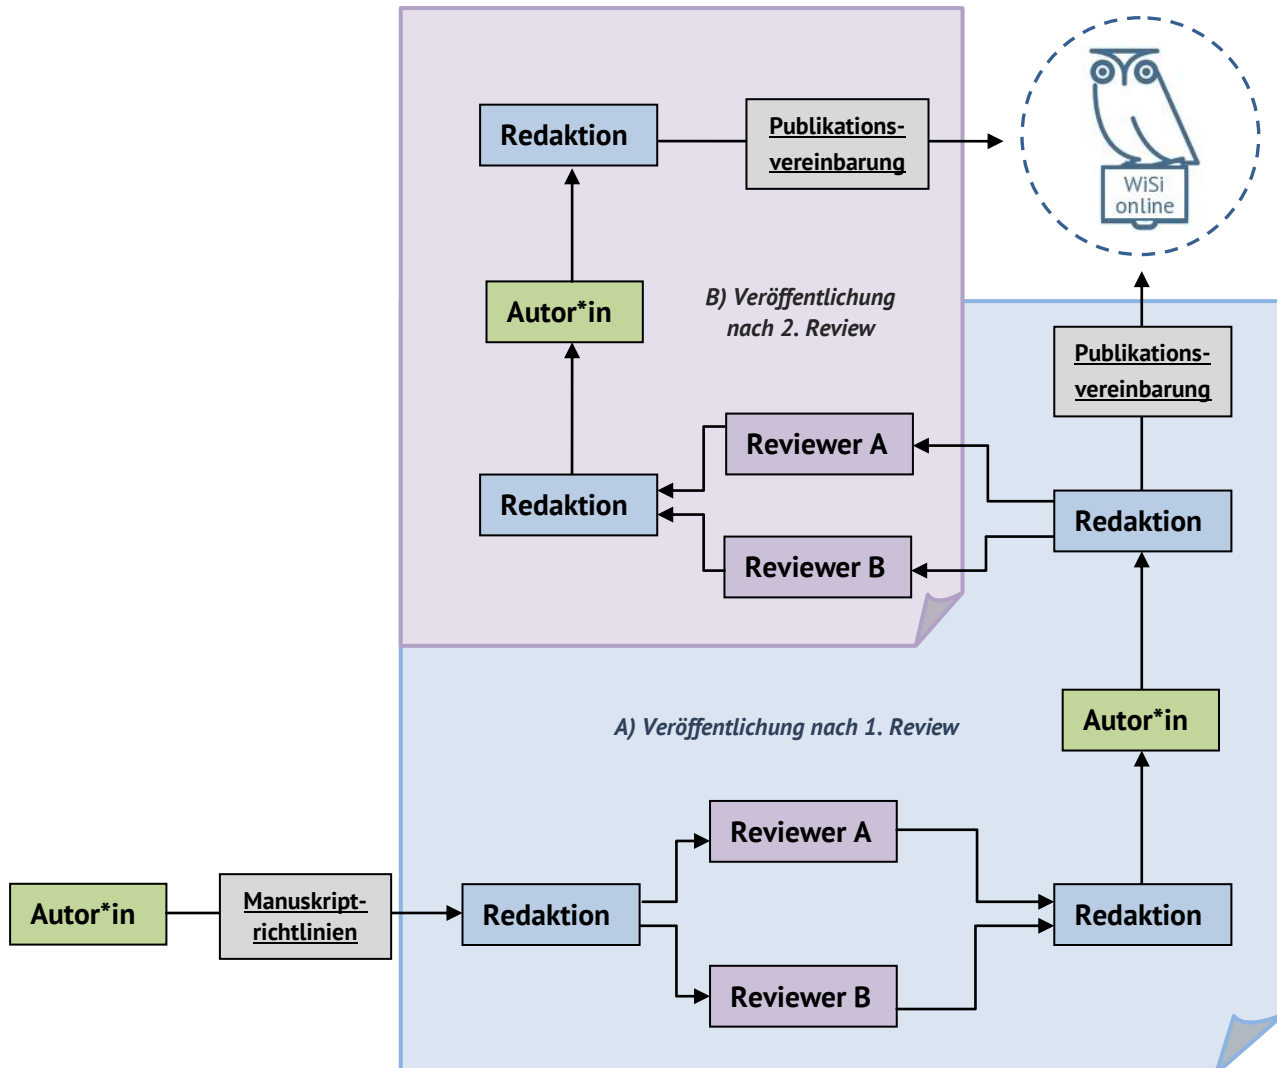 Redaktion
Publikations-
vereinbarung
WiSi
online
Autor*in
B) Veröffentlichung
nach 2. Review
Publikations-
vereinbarung
Reviewer A
Redaktion
Redaktion
Reviewer B
Autor*in
A) Veröffentlichung nach 1. Review
Reviewer A
Autor*in
Manuskript-
richtlinien
Redaktion
Redaktion
Reviewer B